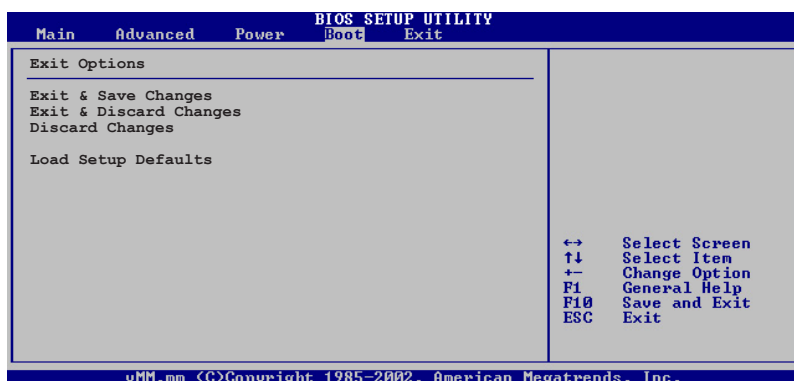 BIOS SETUP UTILITY
Main Advanced Power Boot Exit
Exit Options
Exit & Save Changes
Exit & Discard Changes
Discard Changes
Load Setup Defaults
←→ Select Screen
↑↓ Select Item
+- Change Option
F1 General Help
F10 Save and Exit
ESC Exit
vMM.mm (C)Copyright 1985-2002, American Megatrends, Inc.